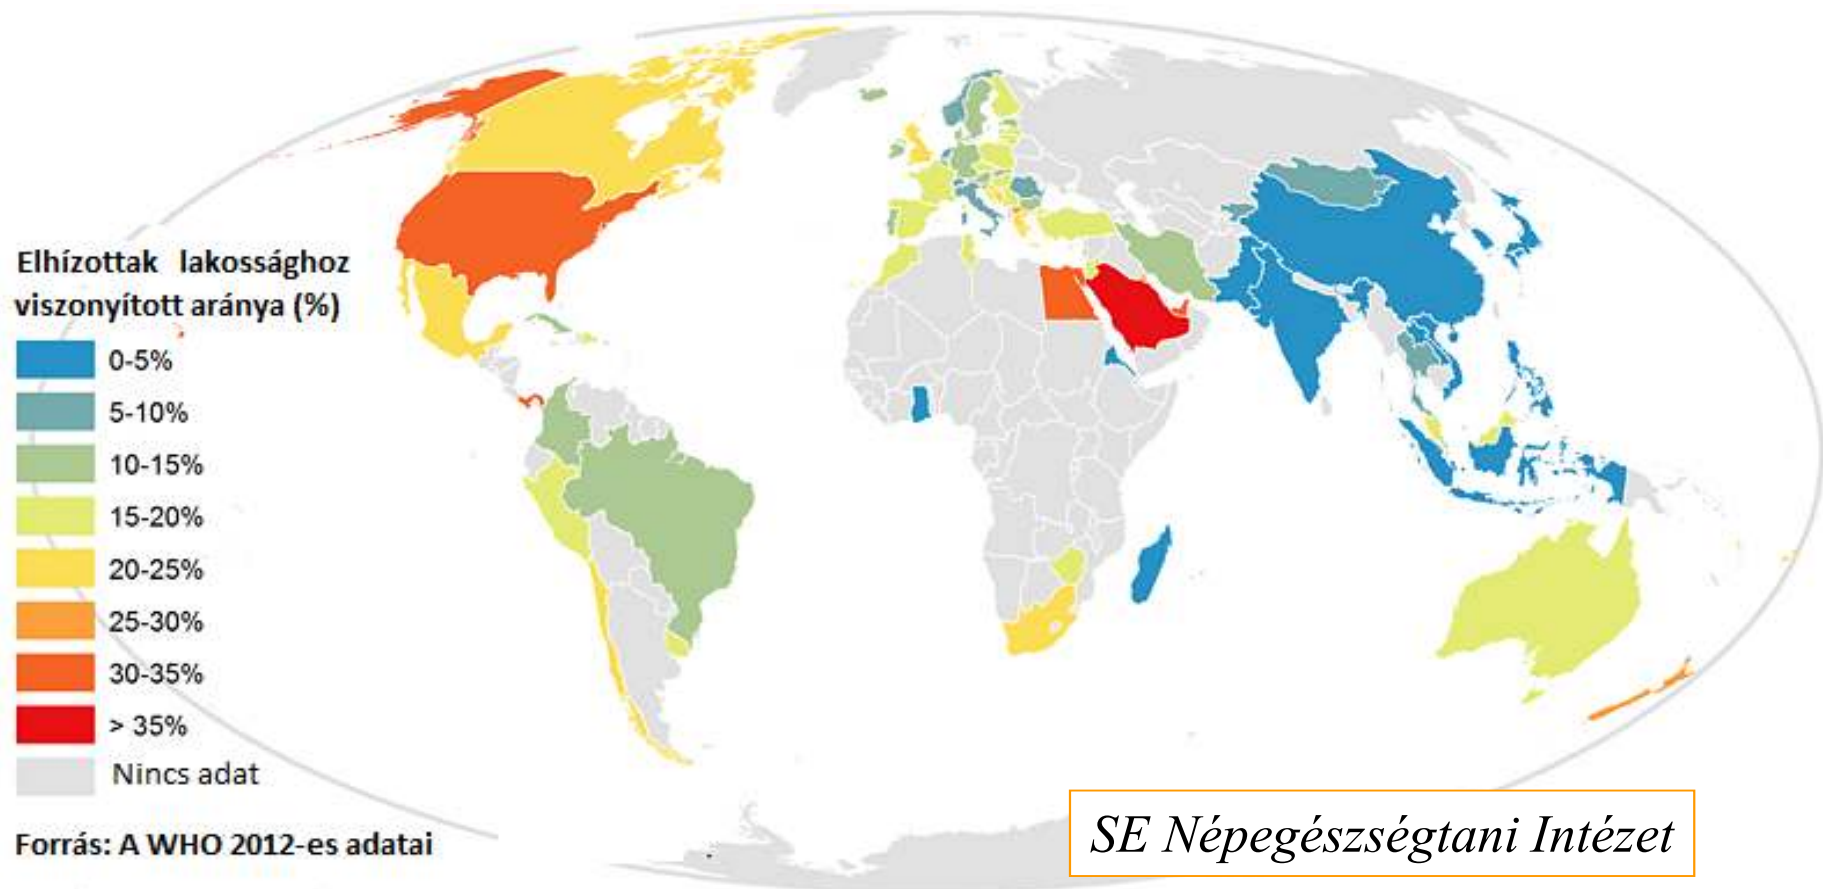 Elhízottak lakossághoz
viszonyított aránya (%)
0-5%
5-10%
10-15%
15-20%
20-25%
25-30%
30-35%
> 35%
Nincs adat
Forrás: A WHO 2012-es adatai
SE Népegészségtani Intézet